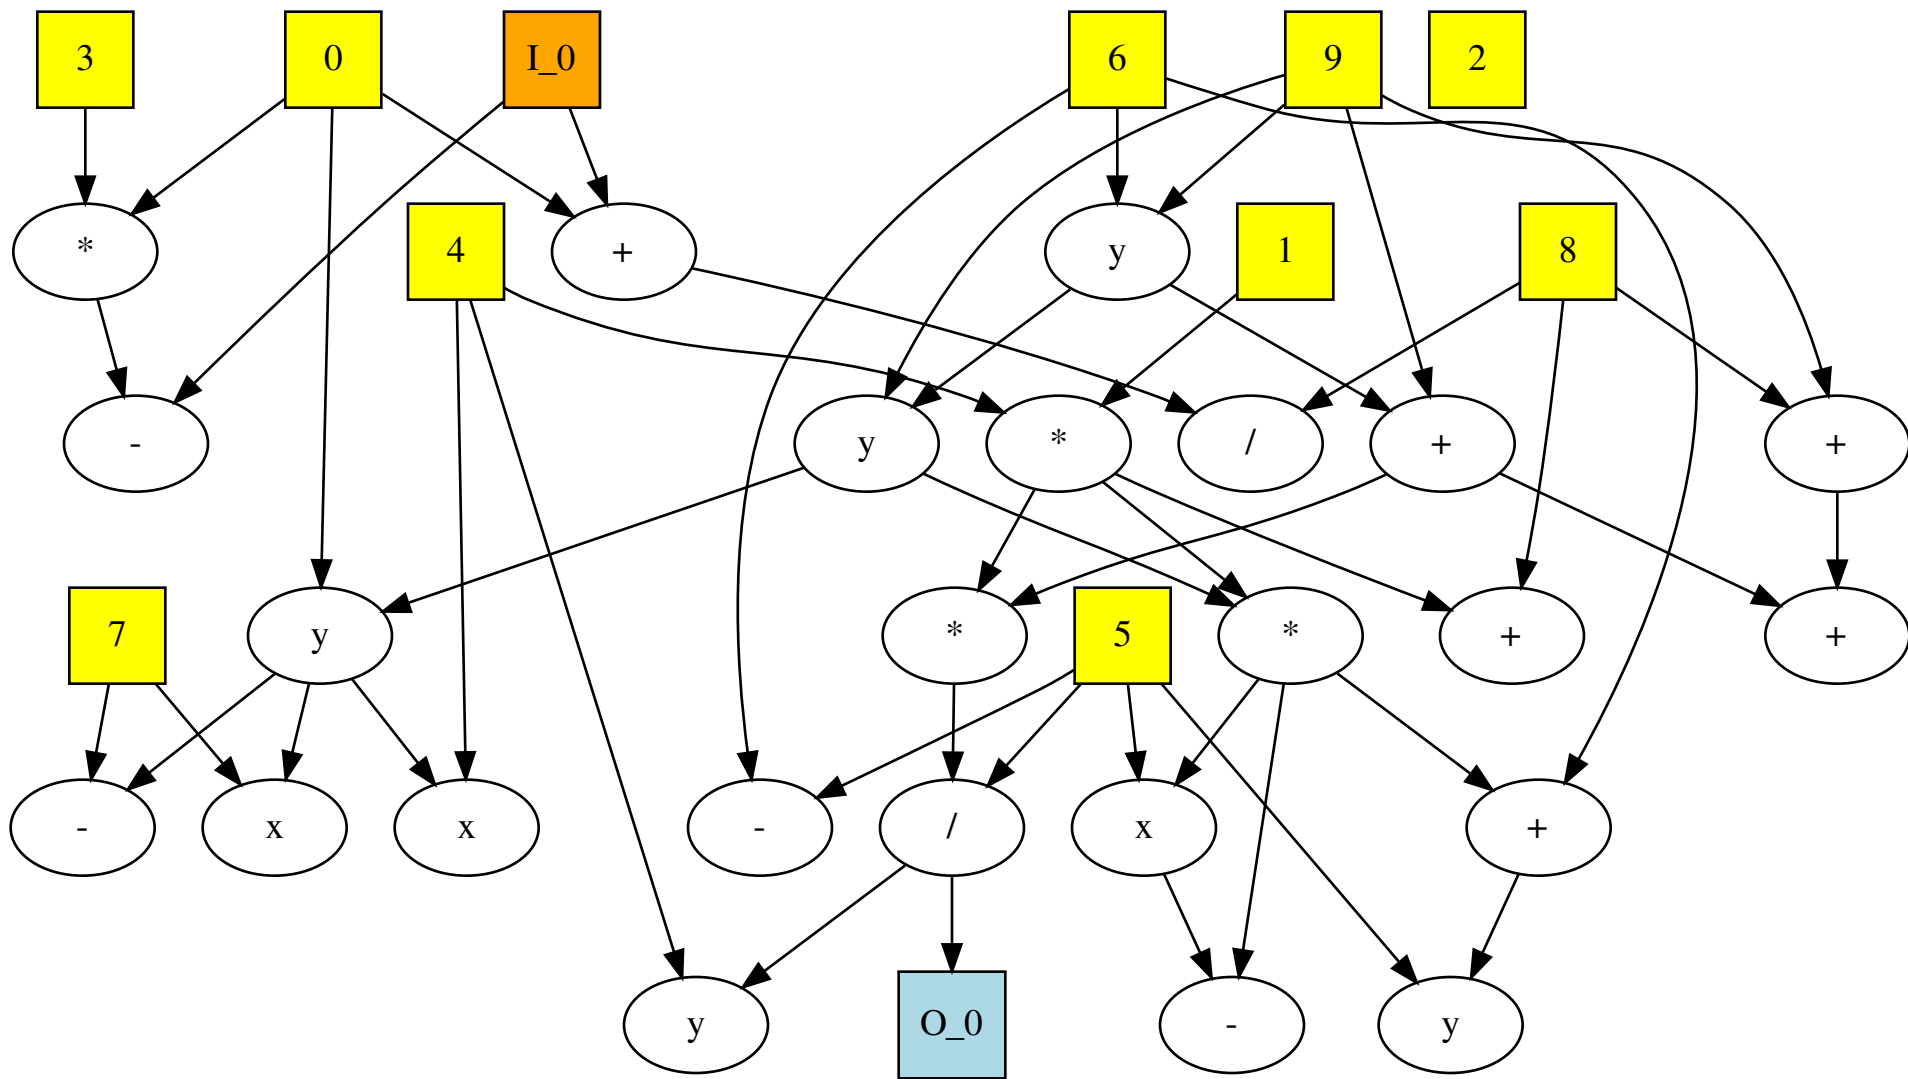 3 0 I_0 6 9 2
* 4 + y 1 8
- y * / + +
7 y * 5 * + +
- x x - / x +
y O_0 - y